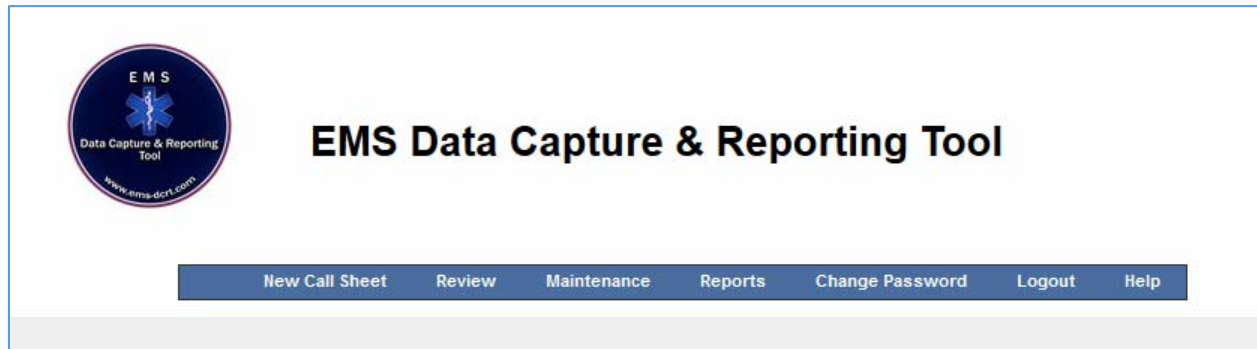 E M S
Data Capture & Reporting
Tool
www.ems-dcrt.com
EMS Data Capture & Reporting Tool
New Call Sheet Review Maintenance Reports Change Password Logout Help